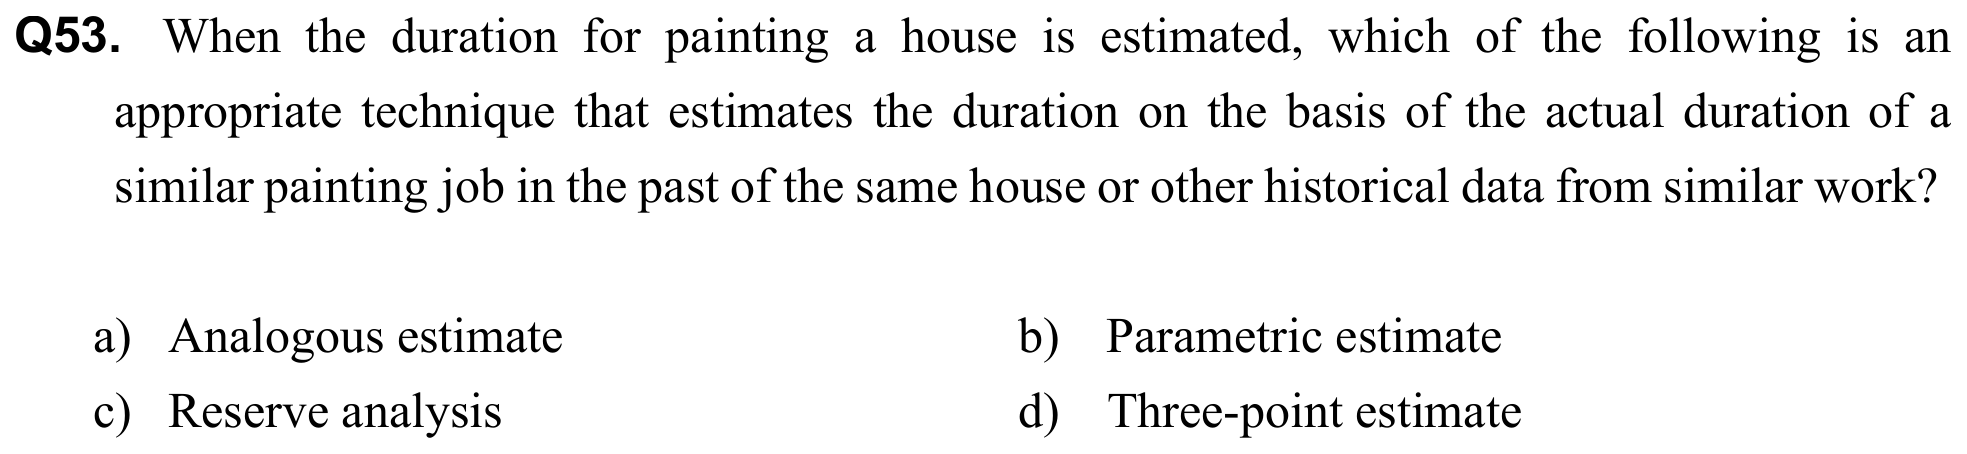 Q53. When the duration for painting a house is estimated, which of the following is an
appropriate technique that estimates the duration on the basis of the actual duration of a
similar painting job in the past of the same house or other historical data from similar work?
a) Analogous estimate b) Parametric estimate
c) Reserve analysis d) Three-point estimate